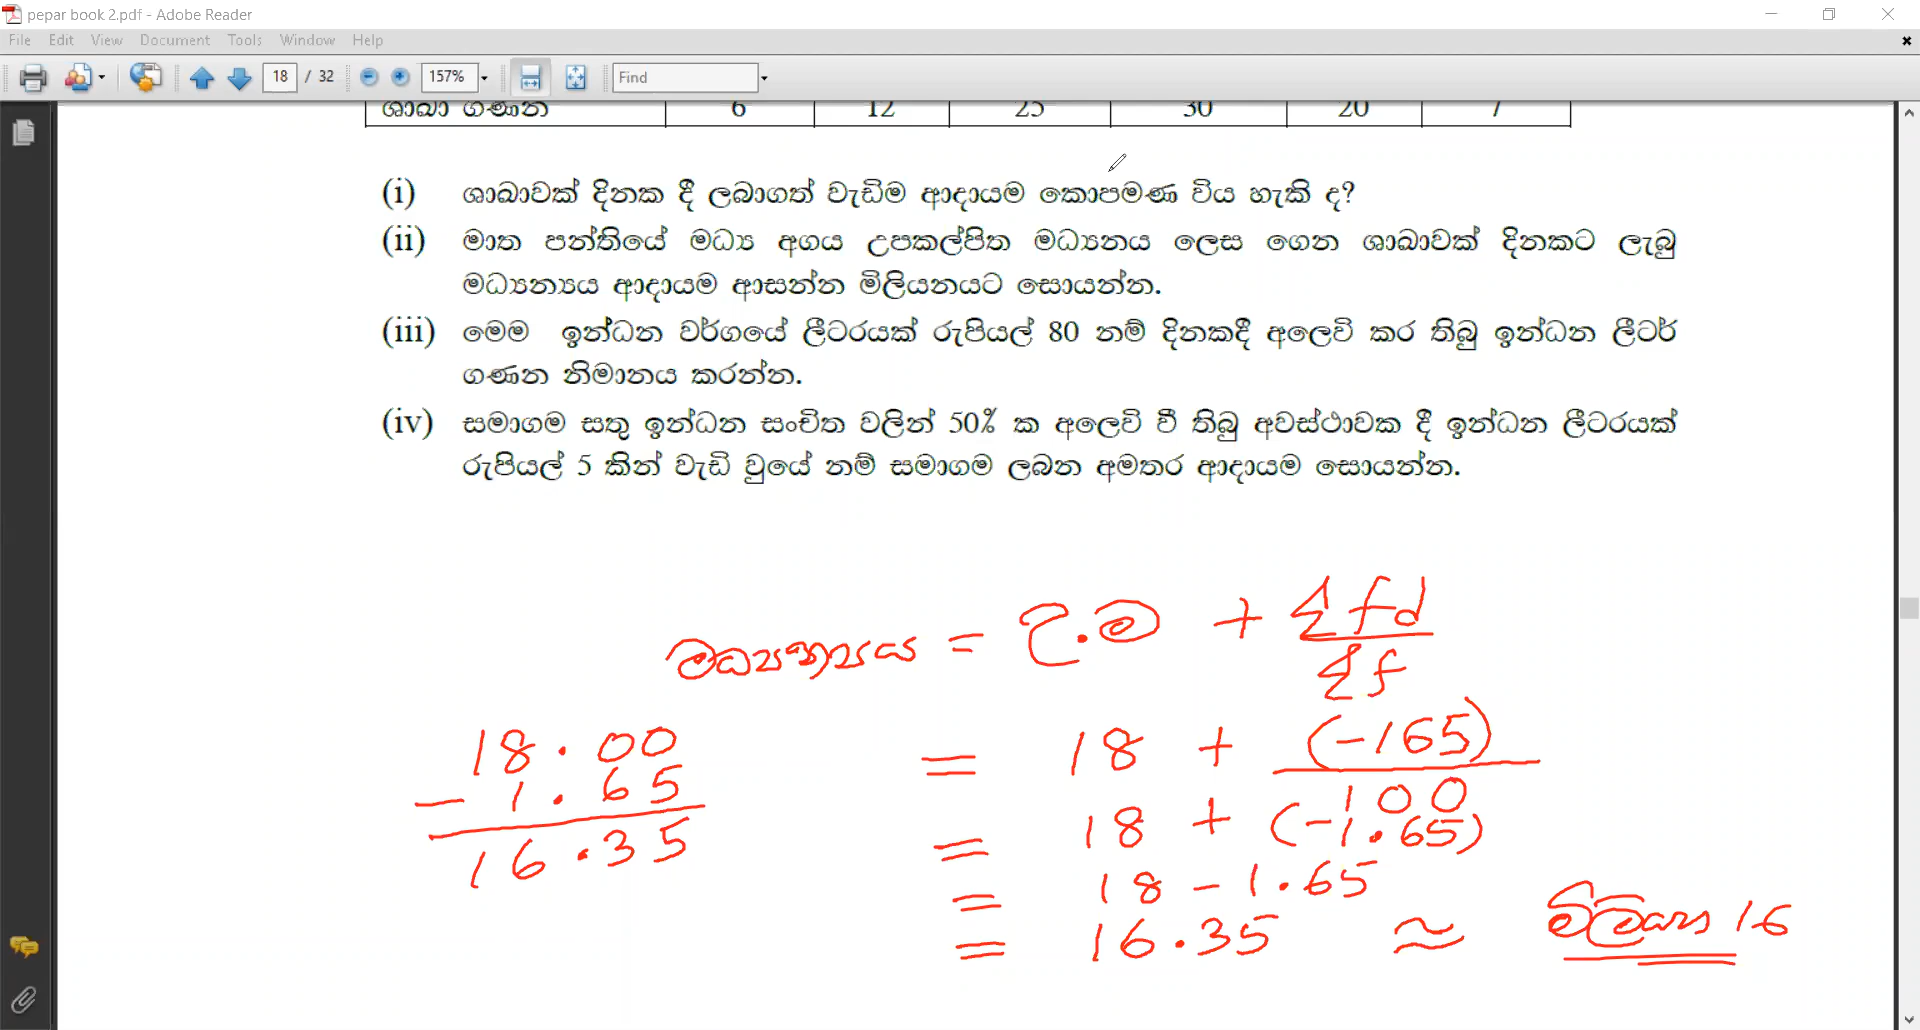 pepar book 2.pdf - Adobe Reader
File Edit View Document Tools Window Help
18 / 32 157% Find
ශාඛා ගණන 6 12 25 30 20 7
(i) ශාඛාවක් දිනක දී ලබාගත් වැඩිම ආදායම කොපමණ විය හැකි ද?
(ii) මාත පන්තියේ මධ්‍ය අගය උපකල්පිත මධ්‍යනය ලෙස ගෙන ශාඛාවක් දිනකට ලැබු
මධ්‍යන්‍යය ආදායම ආසන්න මිලියනයට සොයන්න.
(iii) මෙම ඉන්ධන වර්ගයේ ලීටරයක් රුපියල් 80 නම් දිනකදී අලෙවි කර තිබු ඉන්ධන ලීටර්
ගණන නිමානය කරන්න.
(iv) සමාගම සතු ඉන්ධන සංචිත වලින් 50% ක අලෙවි වී තිබු අවස්ථාවක දී ඉන්ධන ලීටරයක්
රුපියල් 5 කින් වැඩි වුයේ නම් සමාගම ලබන අමතර ආදායම සොයන්න.
මධ්‍යන්‍යය = උ.ම + Σfd
Σf
18.00
- 1.65
16.35
= 18 + (-165)
100
= 18 + (-1.65)
= 18 - 1.65
= 16.35 ≈ මිලියන 16